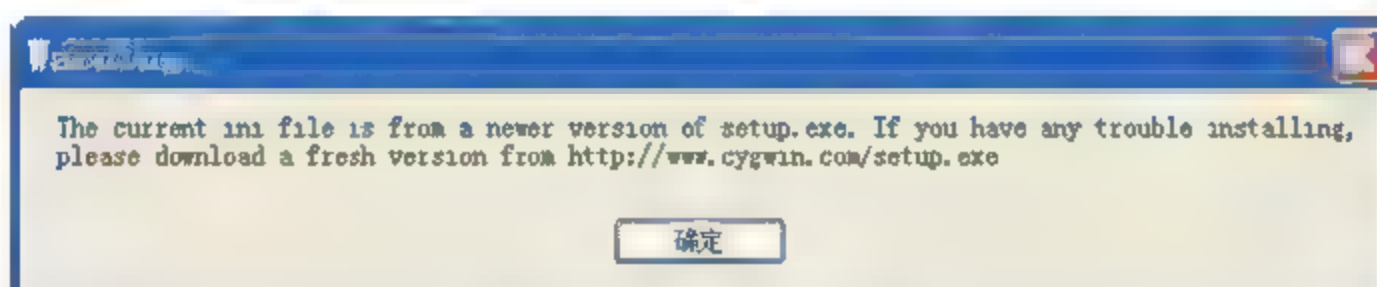 The current ini file is from a newer version of setup.exe. If you have any trouble installing,
please download a fresh version from http://www.cygwin.com/setup.exe
确定